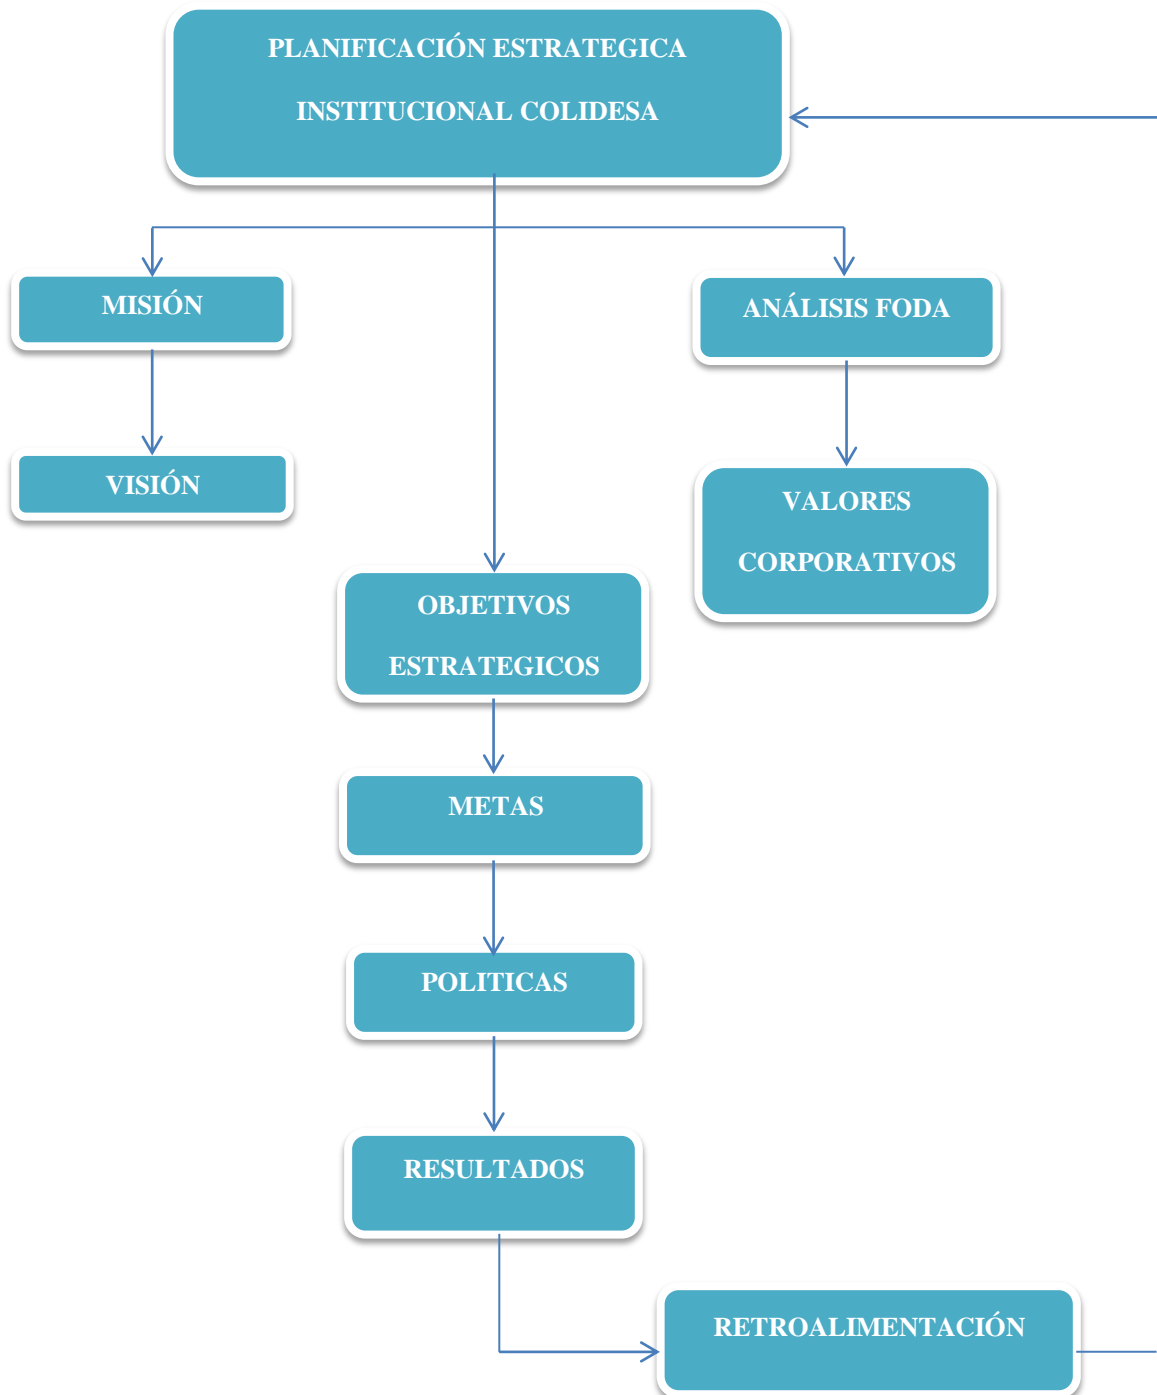 PLANIFICACIÓN ESTRATEGICA
INSTITUCIONAL COLIDESA
MISIÓN
ANÁLISIS FODA
VISIÓN
VALORES
CORPORATIVOS
OBJETIVOS
ESTRATEGICOS
METAS
POLITICAS
RESULTADOS
RETROALIMENTACIÓN